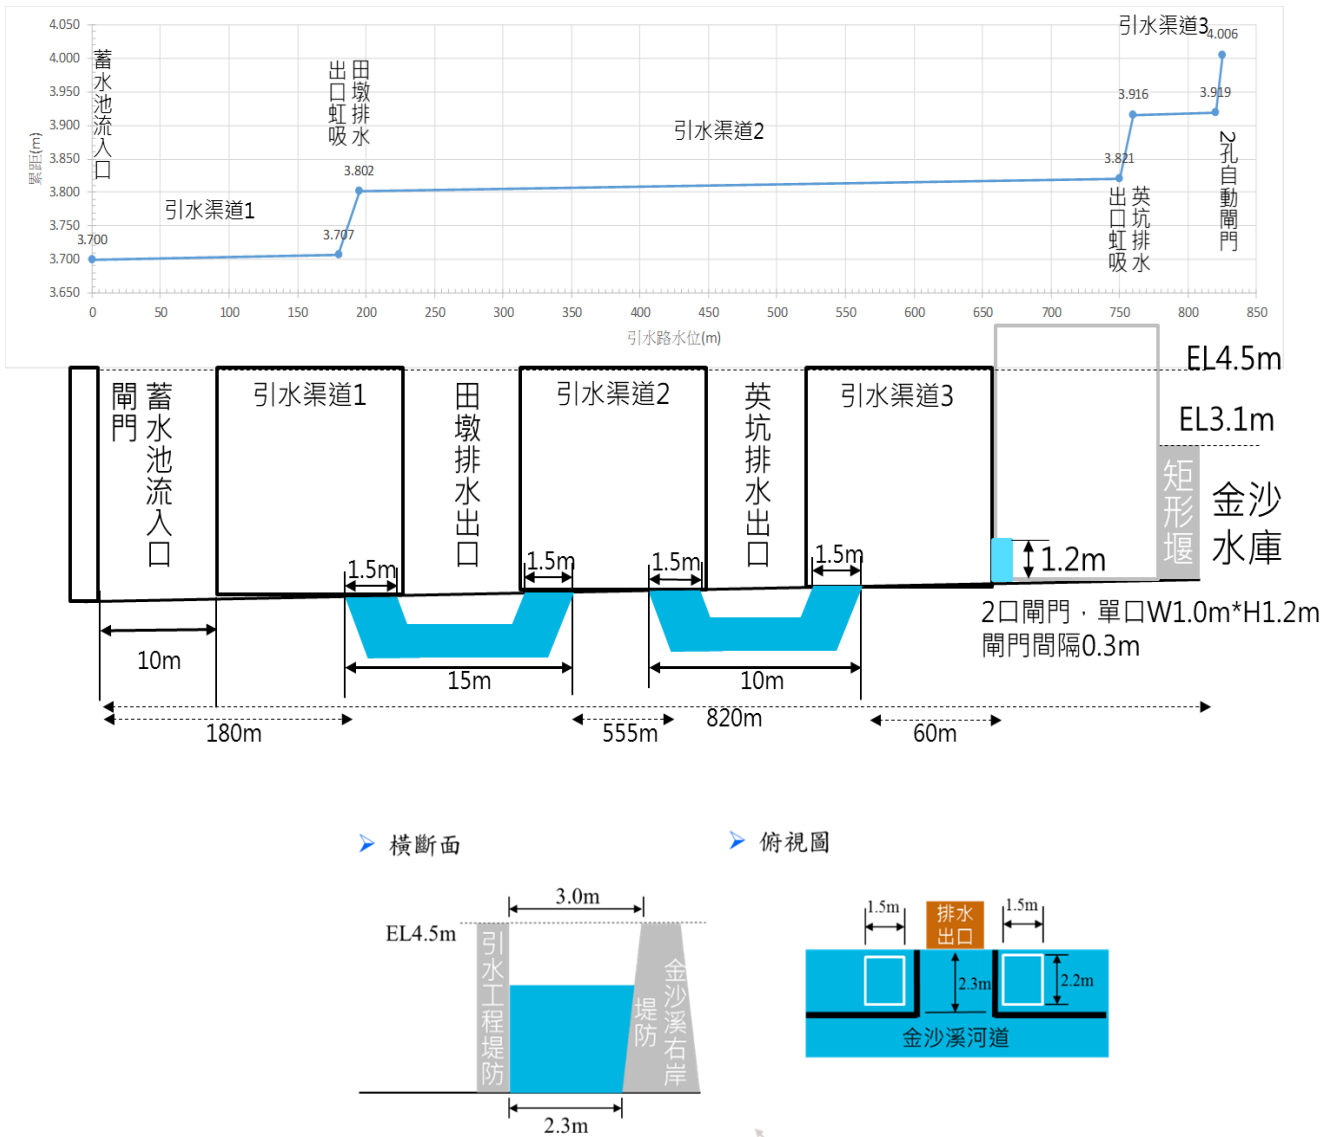 引水渠道3
4.050
4.000
3.950
3.900
3.850
3.800
3.750
3.700
3.650
累距(m)
蓄水池流入口
田墩排水
出口虹吸
引水渠道1
引水渠道2
英坑排水
出口虹吸
2孔自動閘門
3.700
3.707
3.802
3.821
3.916
3.919
4.006
0 50 100 150 200 250 300 350 400 450 500 550 600 650 700 750 800 850
引水路水位(m)
EL4.5m
EL3.1m
蓄水池流入口
閘門
引水渠道1
田墩排水出口
引水渠道2
英坑排水出口
引水渠道3
矩形堰
金沙
水庫
1.5m
1.5m
1.5m
1.5m
1.2m
2口閘門，單口W1.0m*H1.2m
閘門間隔0.3m
10m
15m
10m
820m
180m
555m
60m
橫斷面
3.0m
EL4.5m
引水工程堤防
金沙溪右岸
堤防
2.3m
俯視圖
1.5m
排水
出口
1.5m
2.3m
2.2m
金沙溪河道